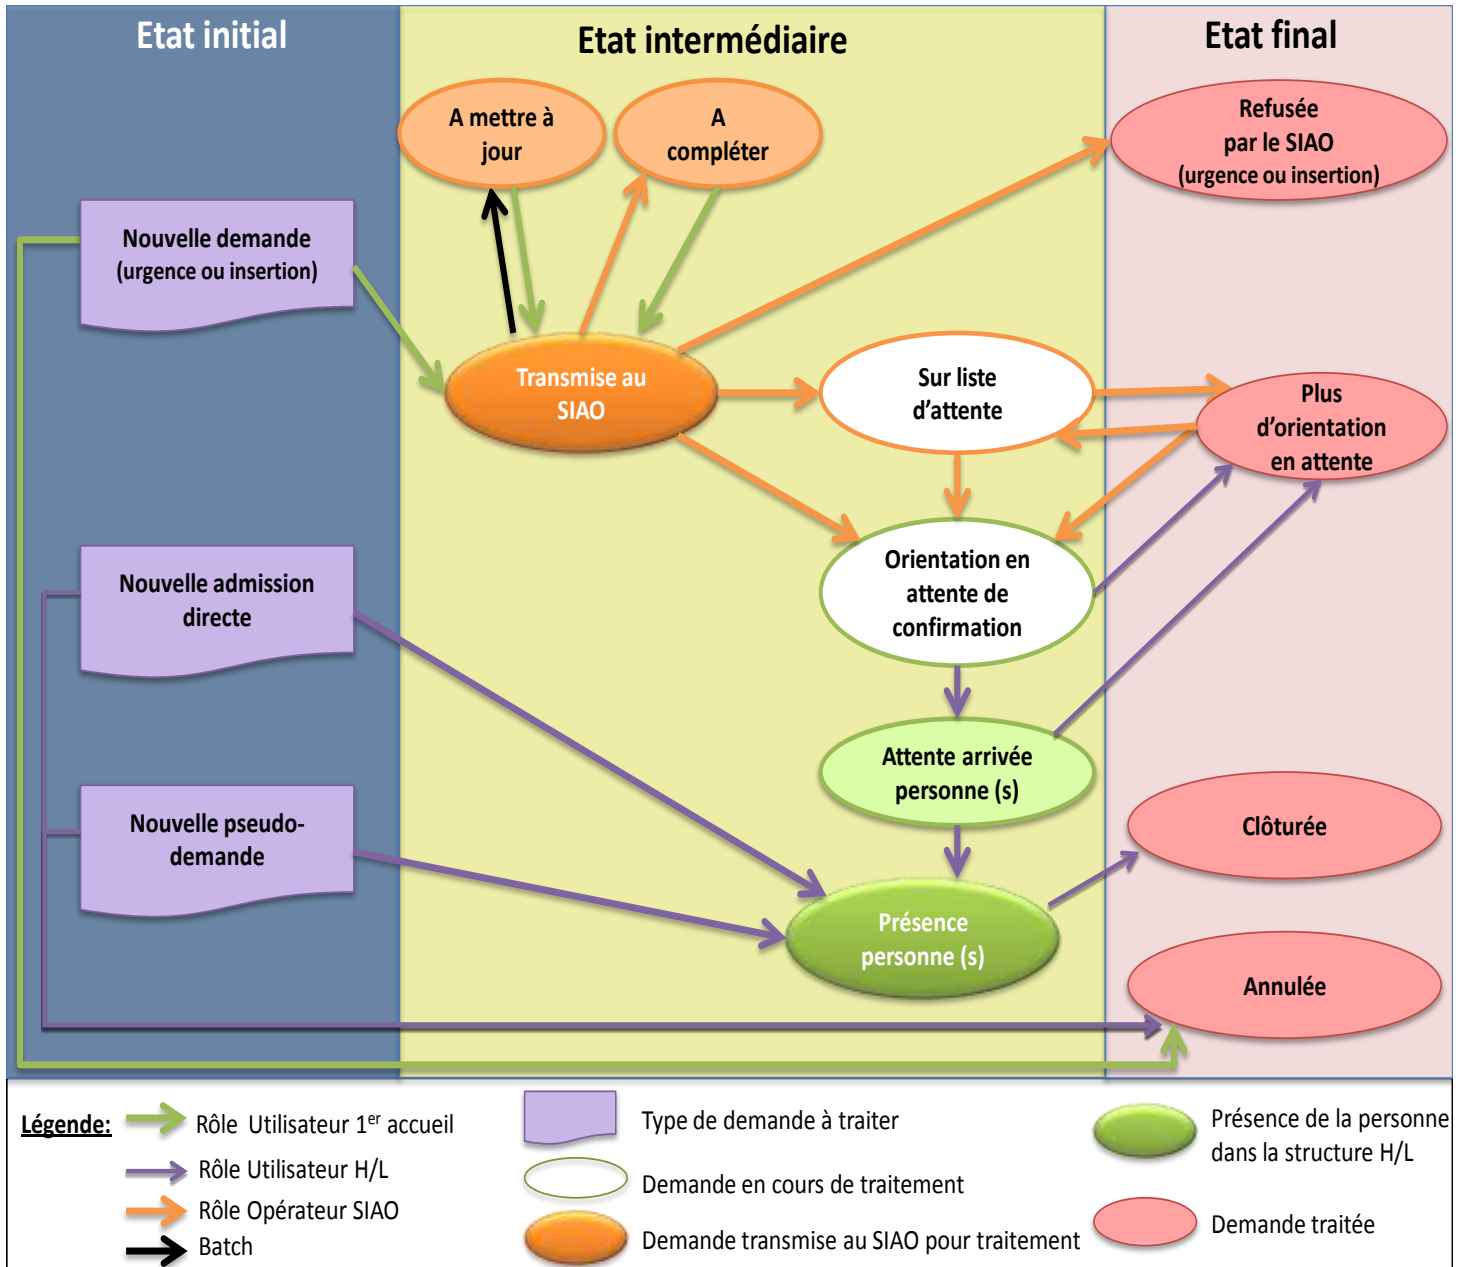 Etat initial
Etat intermédiaire
Etat final
A mettre à
jour
A
compléter
Refusée
par le SIAO
(urgence ou insertion)
Nouvelle demande
(urgence ou insertion)
Transmise au
SIAO
Sur liste
d’attente
Plus
d’orientation
en attente
Nouvelle admission
directe
Orientation en
attente de
confirmation
Attente arrivée
personne (s)
Nouvelle pseudo-
demande
Clôturée
Présence
personne (s)
Annulée
Légende:
Rôle Utilisateur 1er accueil
Rôle Utilisateur H/L
Rôle Opérateur SIAO
Batch
Type de demande à traiter
Demande en cours de traitement
Demande transmise au SIAO pour traitement
Présence de la personne
dans la structure H/L
Demande traitée